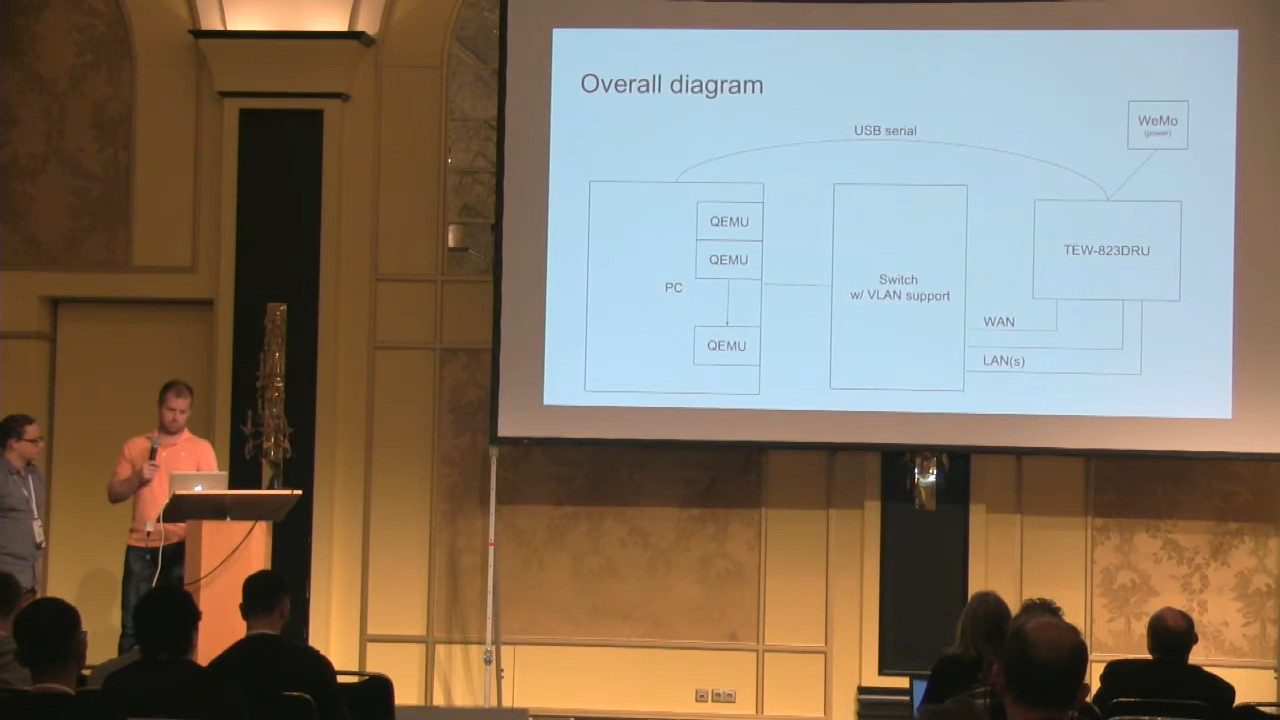 Overall diagram
USB serial
WeMo
(power)
QEMU
QEMU
PC
QEMU
Switch
w/ VLAN support
TEW-823DRU
WAN
LAN(s)